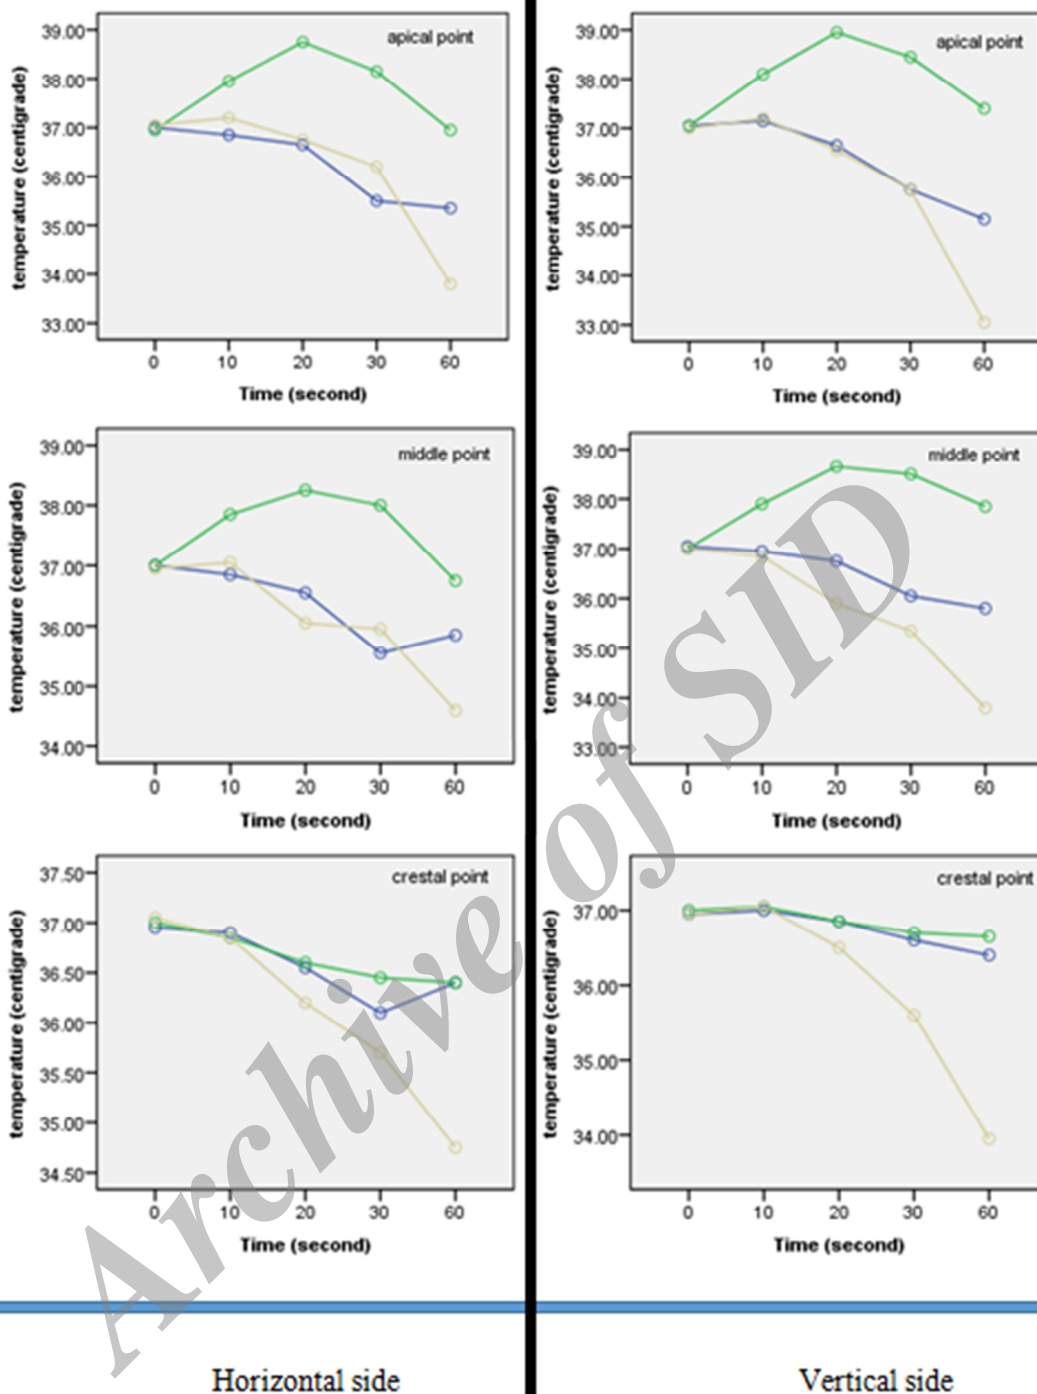 apical point
39.00
38.00
37.00
36.00
35.00
34.00
33.00
temperature (centigrade)
0 10 20 30 60
Time (second)
apical point
39.00
38.00
37.00
36.00
35.00
34.00
33.00
temperature (centigrade)
0 10 20 30 60
Time (second)
middle point
39.00
38.00
37.00
36.00
35.00
34.00
temperature (centigrade)
0 10 20 30 60
Time (second)
middle point
39.00
38.00
37.00
36.00
35.00
34.00
33.00
temperature (centigrade)
0 10 20 30 60
Time (second)
crestal point
37.50
37.00
36.50
36.00
35.50
35.00
34.50
temperature (centigrade)
0 10 20 30 60
Time (second)
crestal point
37.00
36.00
35.00
34.00
temperature (centigrade)
0 10 20 30 60
Time (second)
Archive of SID
Horizontal side
Vertical side